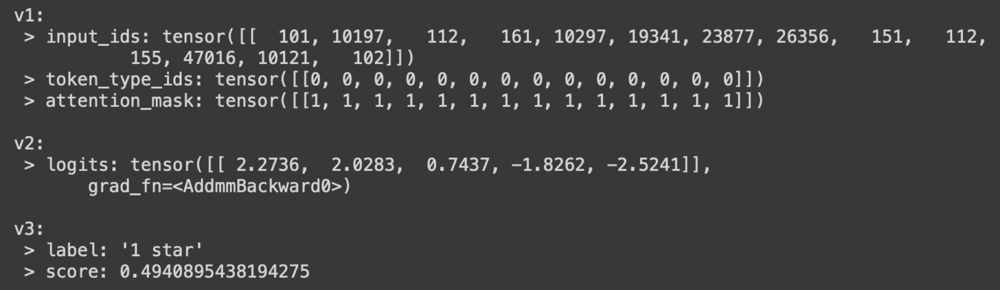 v1:
> input_ids: tensor([[ 101, 10197, 112, 161, 10297, 19341, 23877, 26356, 151, 112,
155, 47016, 10121, 102]])
> token_type_ids: tensor([[0, 0, 0, 0, 0, 0, 0, 0, 0, 0, 0, 0, 0, 0]])
> attention_mask: tensor([[1, 1, 1, 1, 1, 1, 1, 1, 1, 1, 1, 1, 1, 1]])
v2:
> logits: tensor([[ 2.2736, 2.0283, 0.7437, −1.8262, −2.5241]],
grad_fn=<AddmmBackward0>)
v3:
> label: '1 star'
> score: 0.4940895438194275